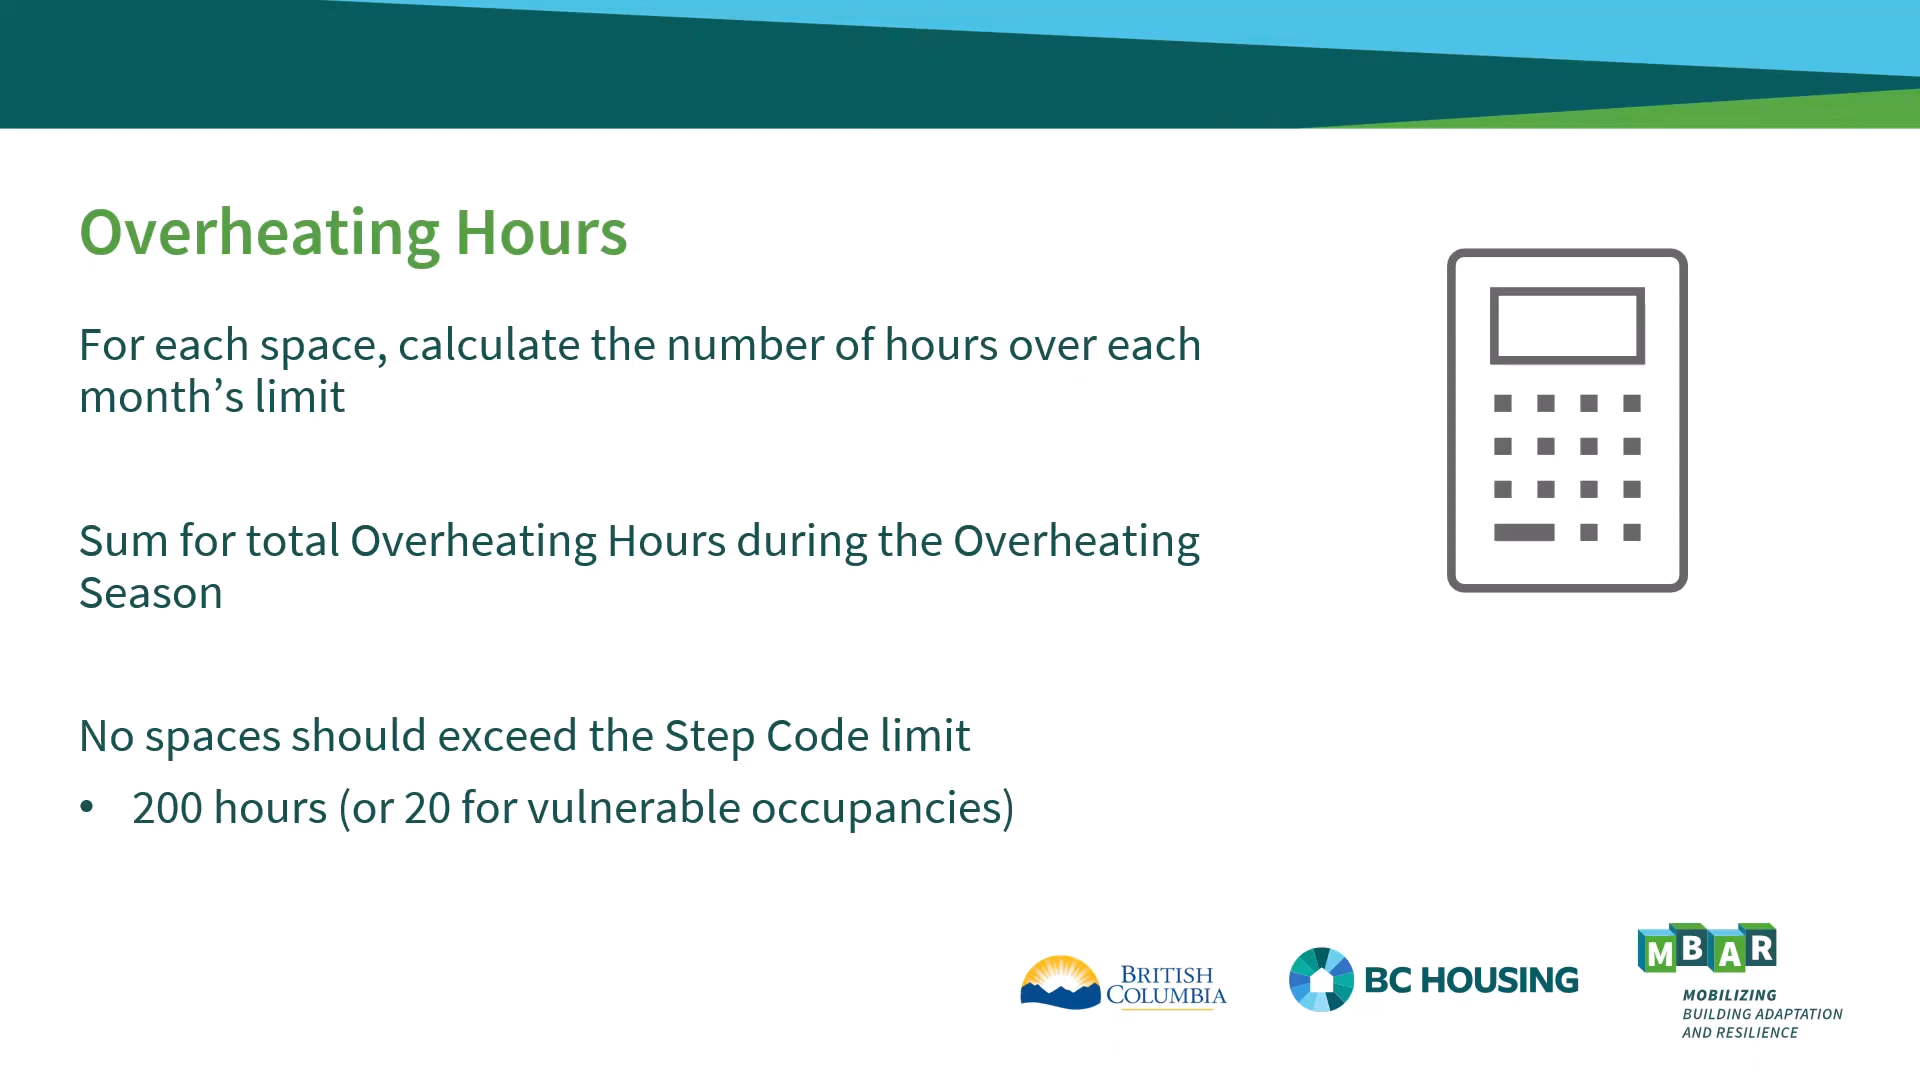 Overheating Hours
For each space, calculate the number of hours over each
month’s limit
Sum for total Overheating Hours during the Overheating
Season
No spaces should exceed the Step Code limit
• 200 hours (or 20 for vulnerable occupancies)
BRITISH
COLUMBIA
BC HOUSING
MBAR
MOBILIZING
BUILDING ADAPTATION
AND RESILIENCE